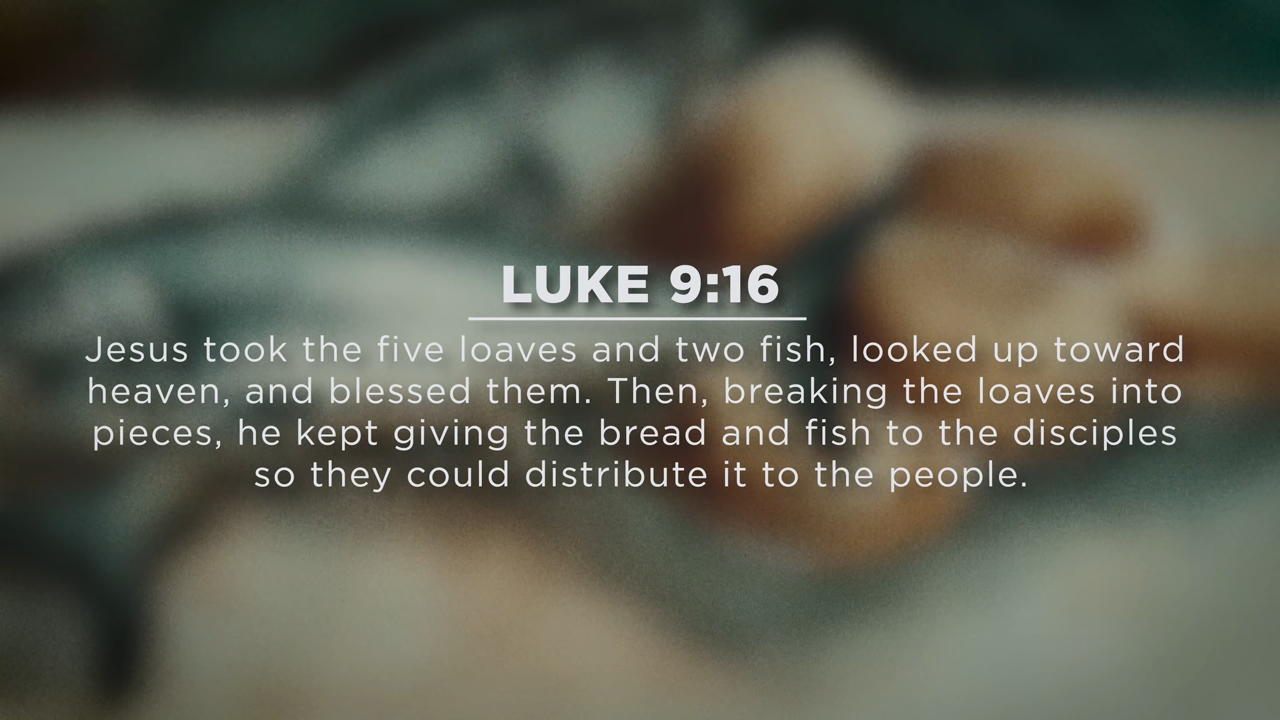 LUKE 9:16
Jesus took the five loaves and two fish, looked up toward
heaven, and blessed them. Then, breaking the loaves into
pieces, he kept giving the bread and fish to the disciples
so they could distribute it to the people.